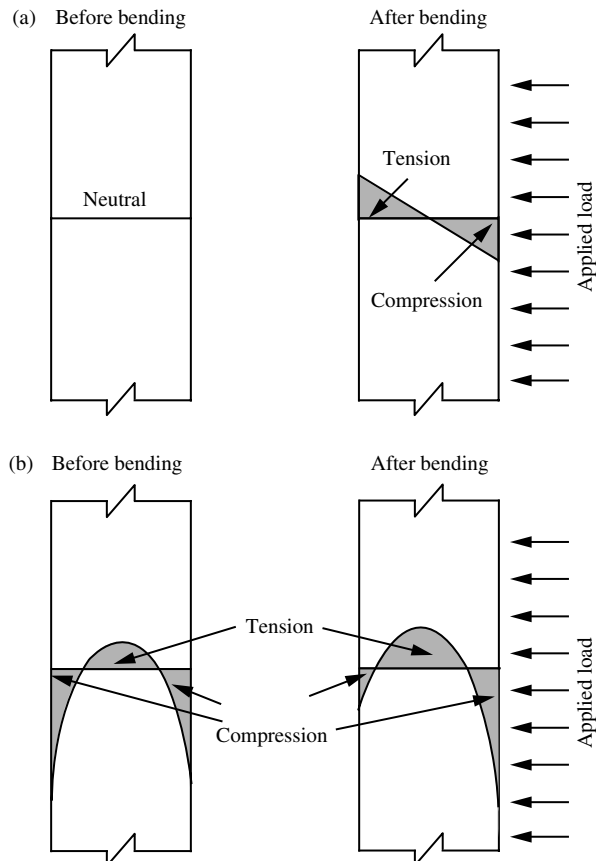 (a) Before bending
After bending
Tension
Neutral
Compression
Applied load
(b) Before bending
After bending
Tension
Compression
Applied load